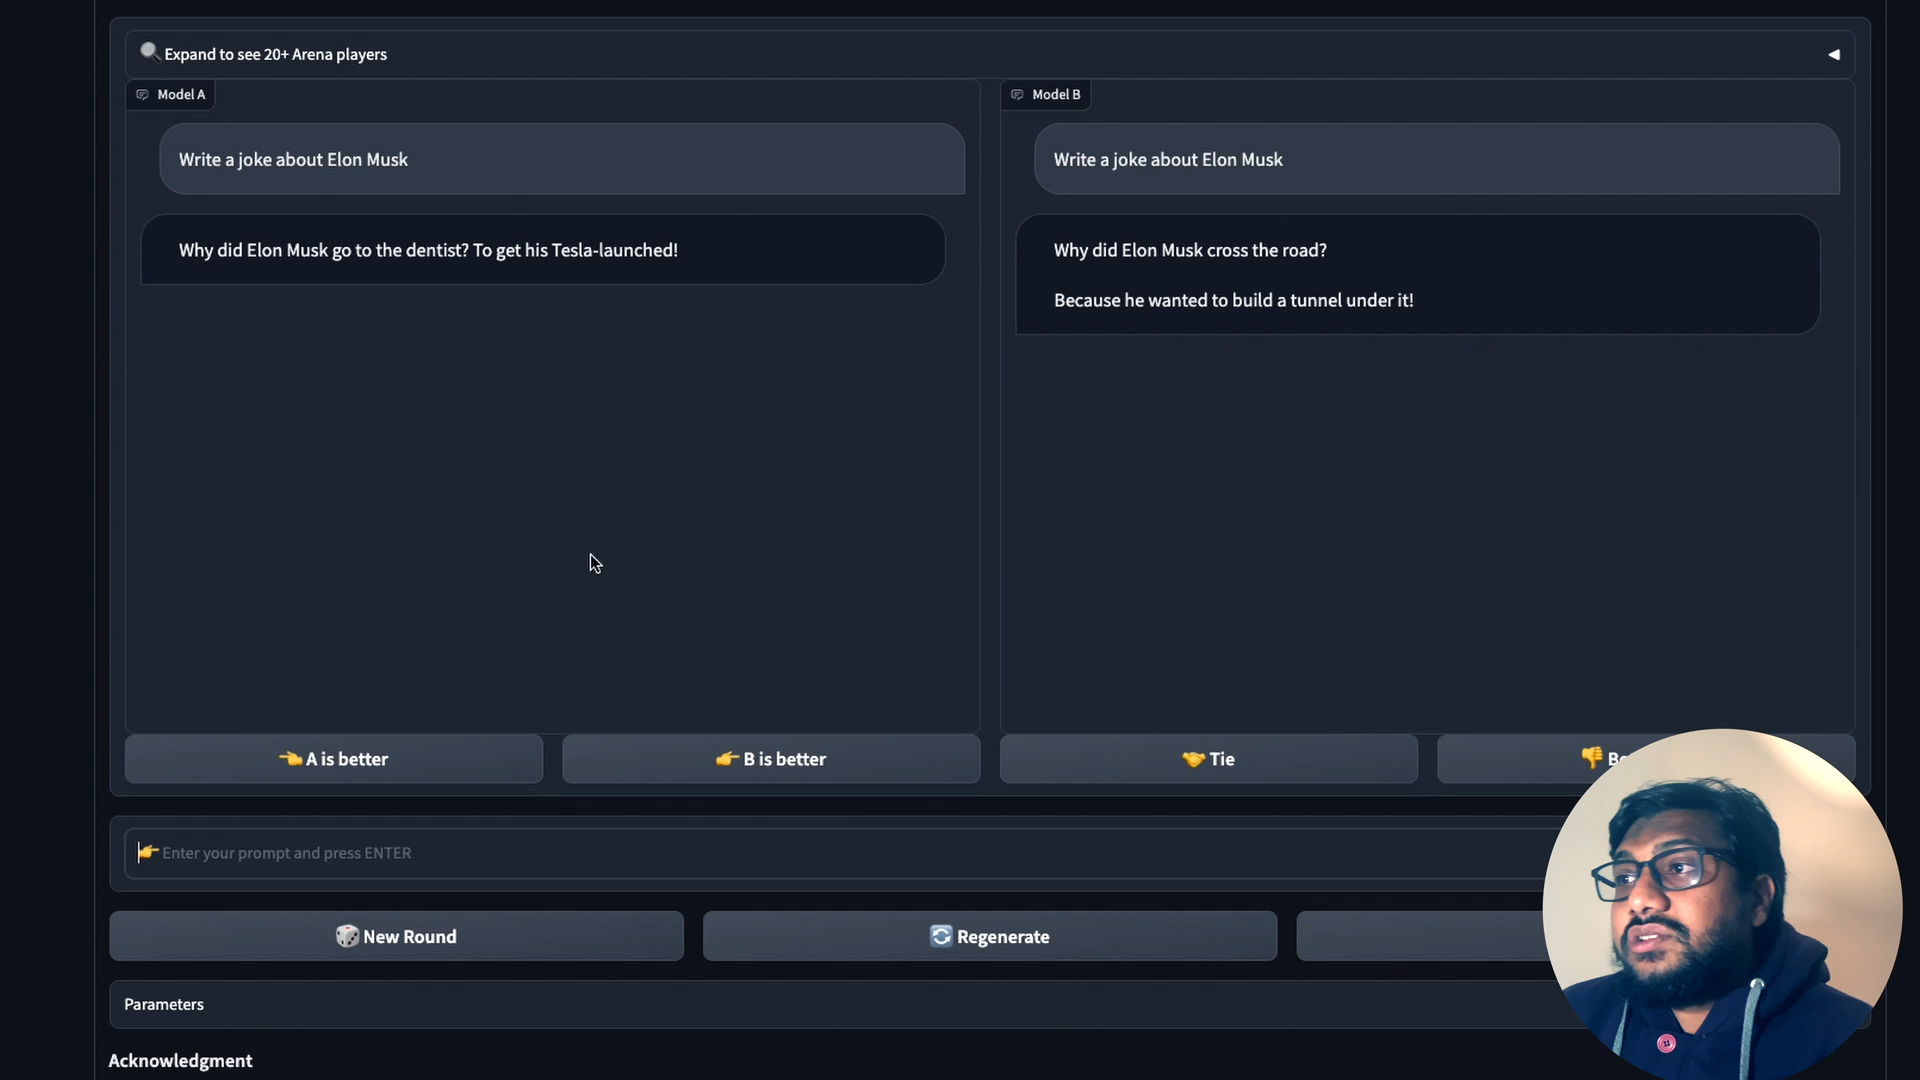 Expand to see 20+ Arena players
Model A
Model B
Write a joke about Elon Musk
Write a joke about Elon Musk
Why did Elon Musk go to the dentist? To get his Tesla-launched!
Why did Elon Musk cross the road?
Because he wanted to build a tunnel under it!
A is better
B is better
Tie
Enter your prompt and press ENTER
New Round
Regenerate
Parameters
Acknowledgment